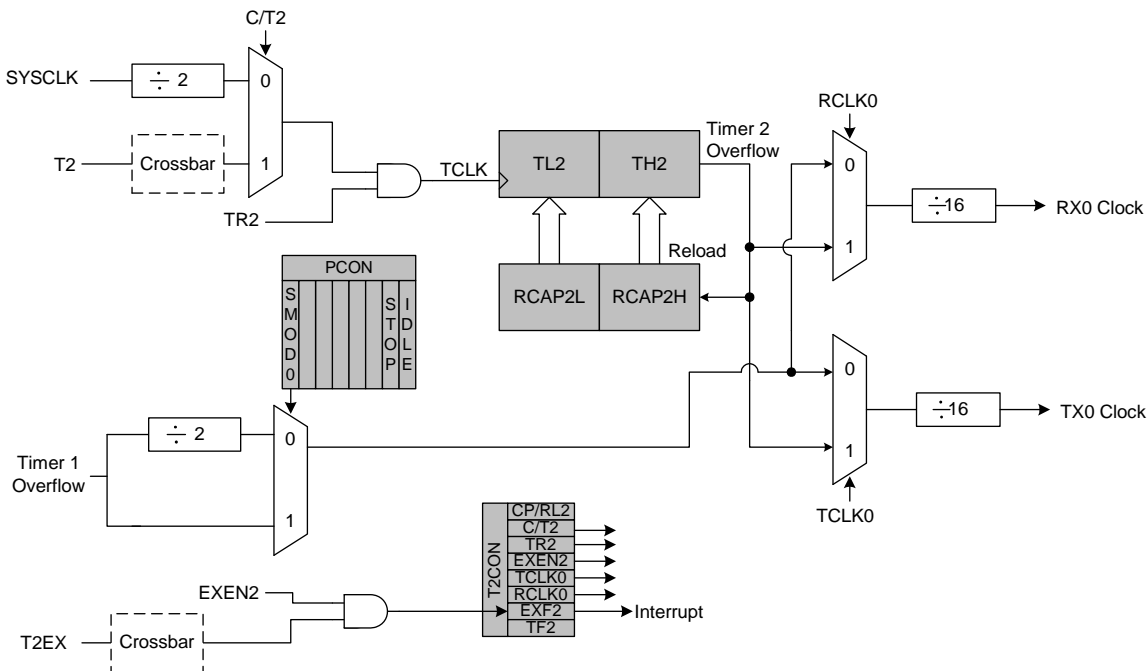 C/T2
SYSCLK
÷ 2
0
T2
Crossbar
1
TR2
TCLK
TL2
TH2
Timer 2
Overflow
RCLK0
0
1
÷16
RX0 Clock
Reload
RCAP2L
RCAP2H
PCON
SMOD0
STOP
IDLE
0
1
÷16
TX0 Clock
TCLK0
÷ 2
0
Timer 1
Overflow
1
T2CON
CP/RL2
C/T2
TR2
EXEN2
TCLK0
RCLK0
EXF2
TF2
Interrupt
EXEN2
T2EX
Crossbar